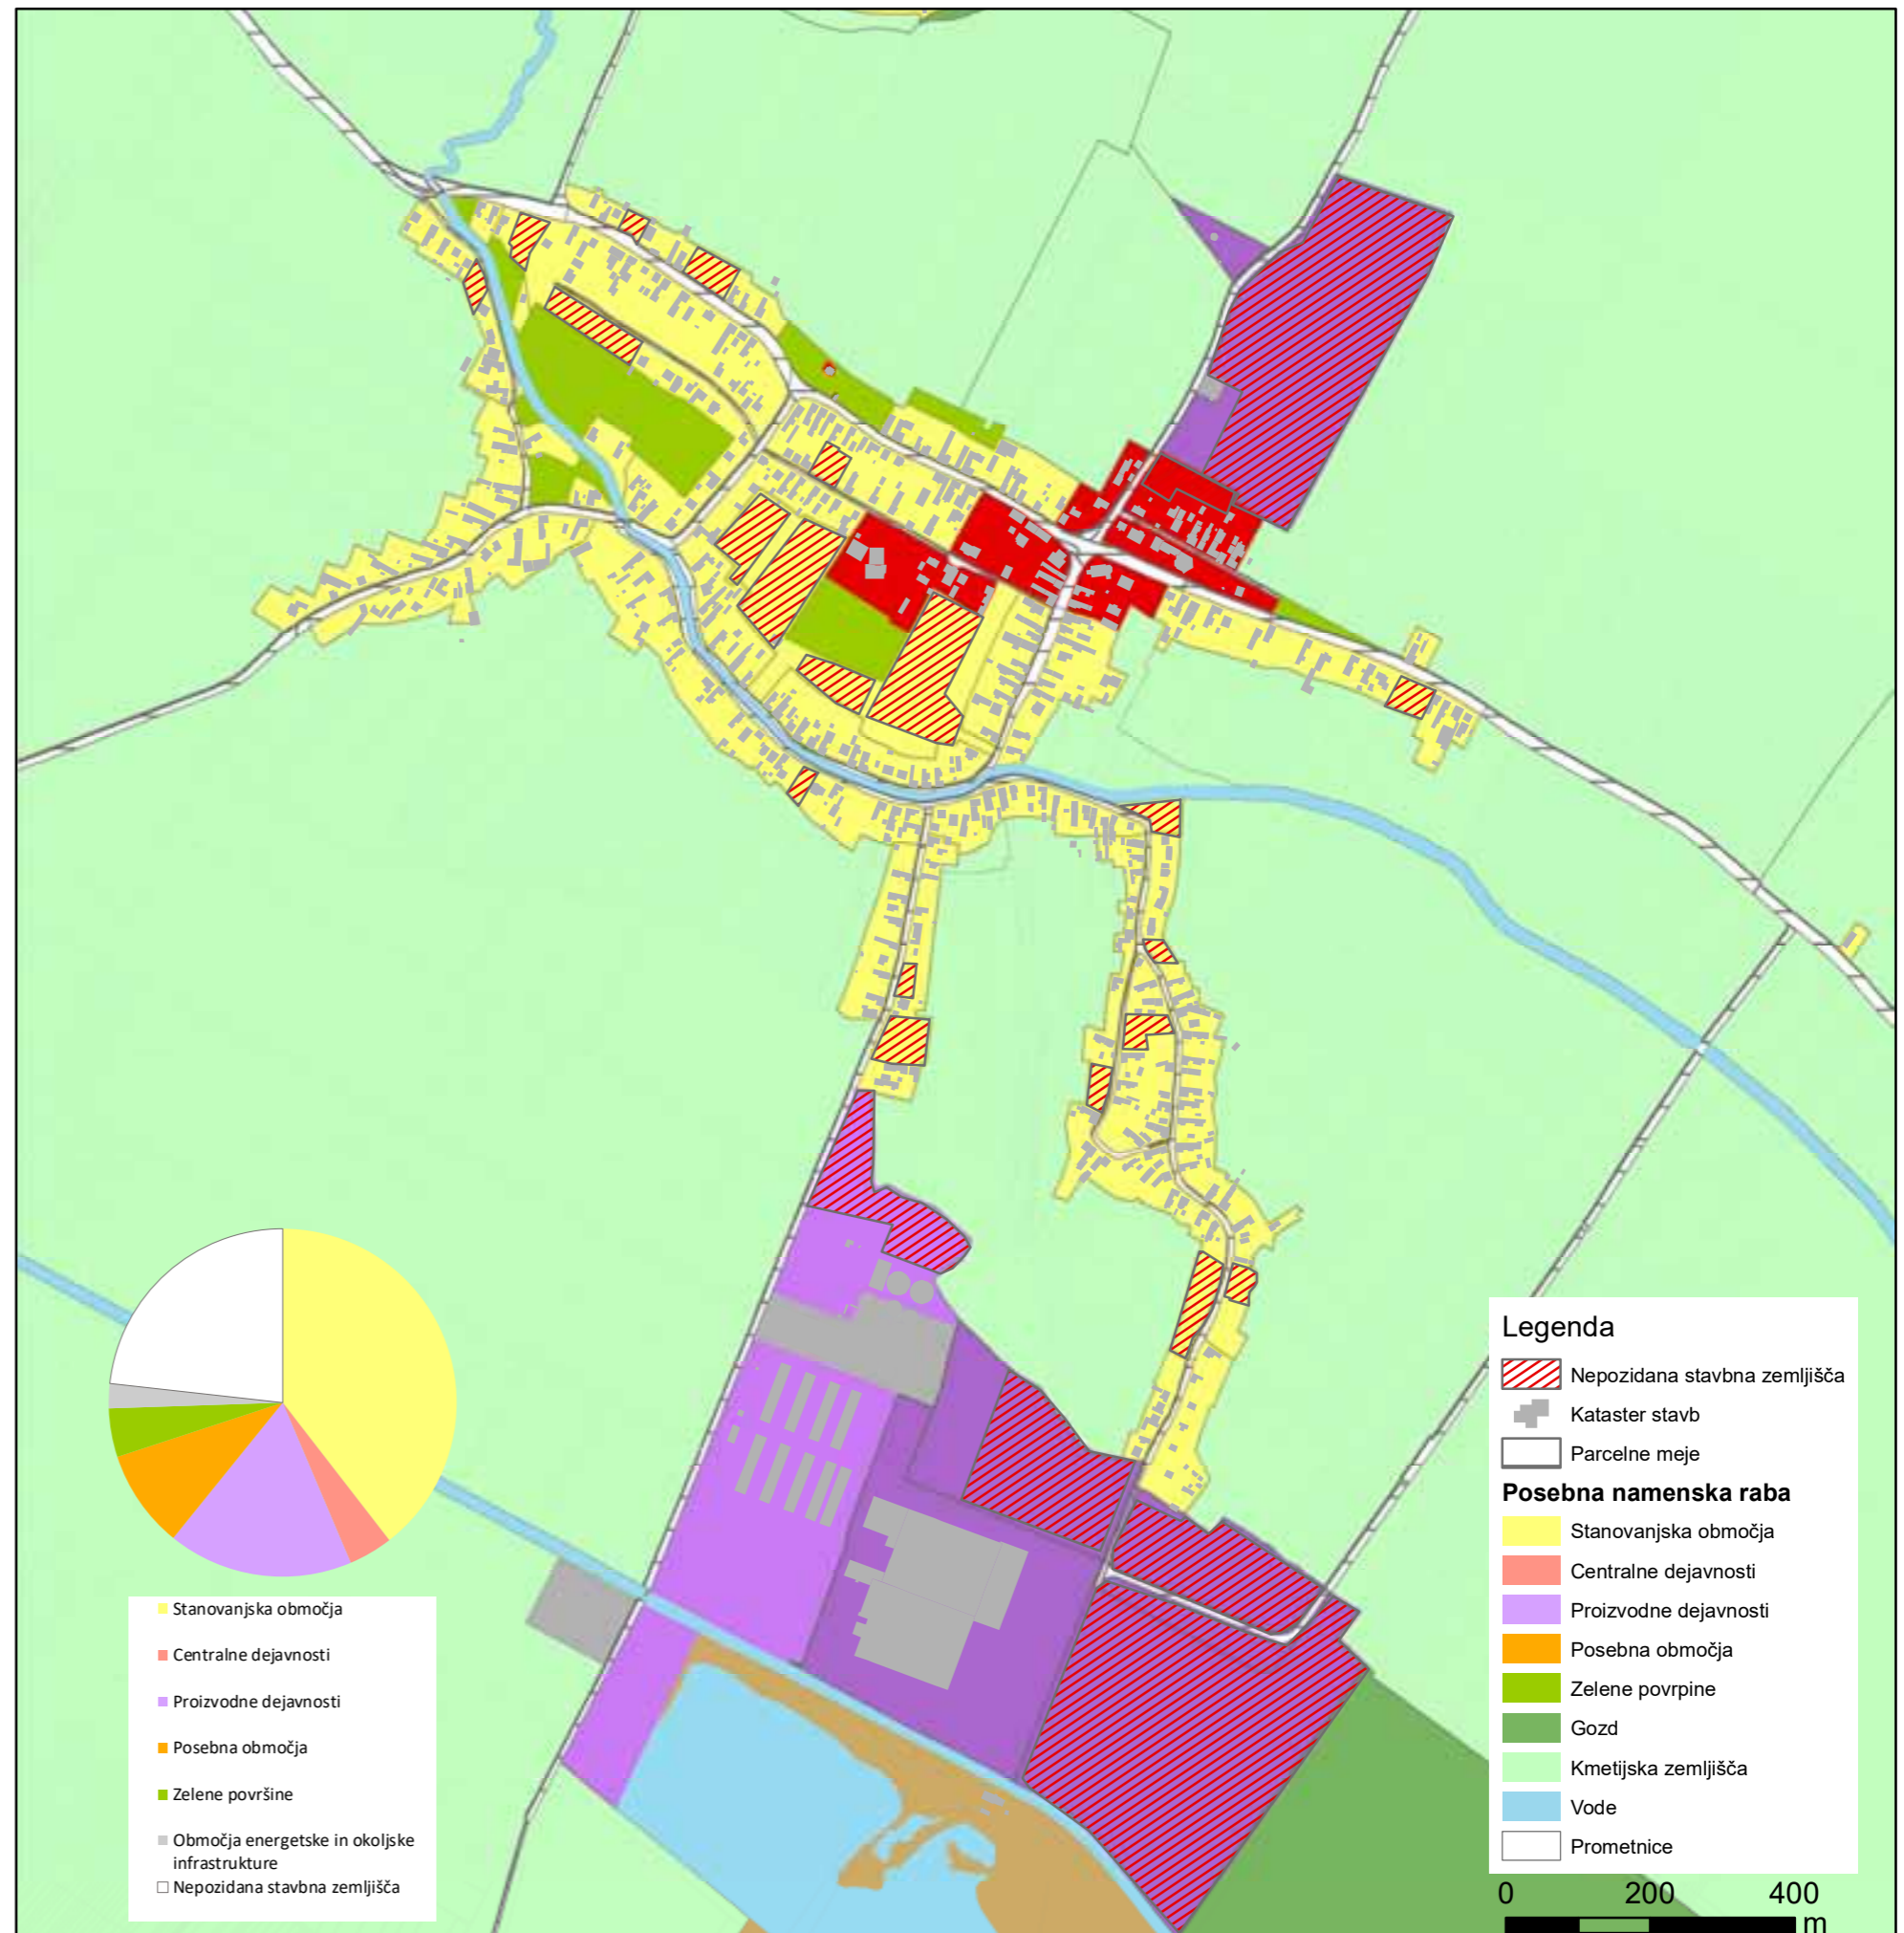 Stanovanjska območja
Centralne dejavnosti
Proizvodne dejavnosti
Posebna območja
Zelene površine
Območja energetske in okoljske
infrastrukture
Nepozidana stavbna zemljišča
Legenda
Nepozidana stavbna zemljišča
Kataster stavb
Parcelne meje
Posebna namenska raba
Stanovanjska območja
Centralne dejavnosti
Proizvodne dejavnosti
Posebna območja
Zelene povrpine
Gozd
Kmetijska zemljišča
Vode
Prometnice
0 200 400
m